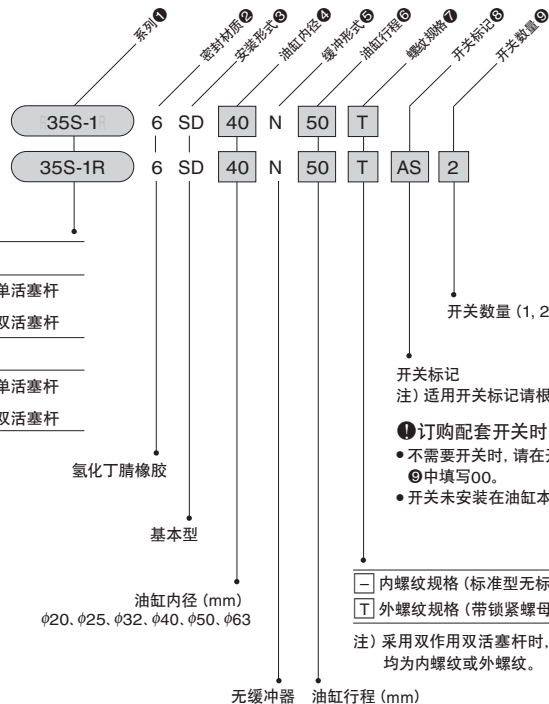 系列❶
密封材质❷
安装形式❸
油缸内径❹
缓冲形式❺
油缸行程❻
螺纹规格❼
开关标记❽
开关数量❾
35S-1 6 SD 40 N 50 T
35S-1R 6 SD 40 N 50 T AS 2
单活塞杆
双活塞杆
单活塞杆
双活塞杆
开关数量 (1, 2
开关标记
注) 适用开关标记请根
❗订购配套开关时
• 不需要开关时, 请在
❾中填写00。
• 开关未安装在油缸本
氢化丁腈橡胶
基本型
油缸内径 (mm)
ϕ20、ϕ25、ϕ32、ϕ40、ϕ50、ϕ63
– 内螺纹规格 (标准型无标
T 外螺纹规格 (带锁紧螺母
注) 采用双作用双活塞杆时,
均为内螺纹或外螺纹。
无缓冲器 油缸行程 (mm)